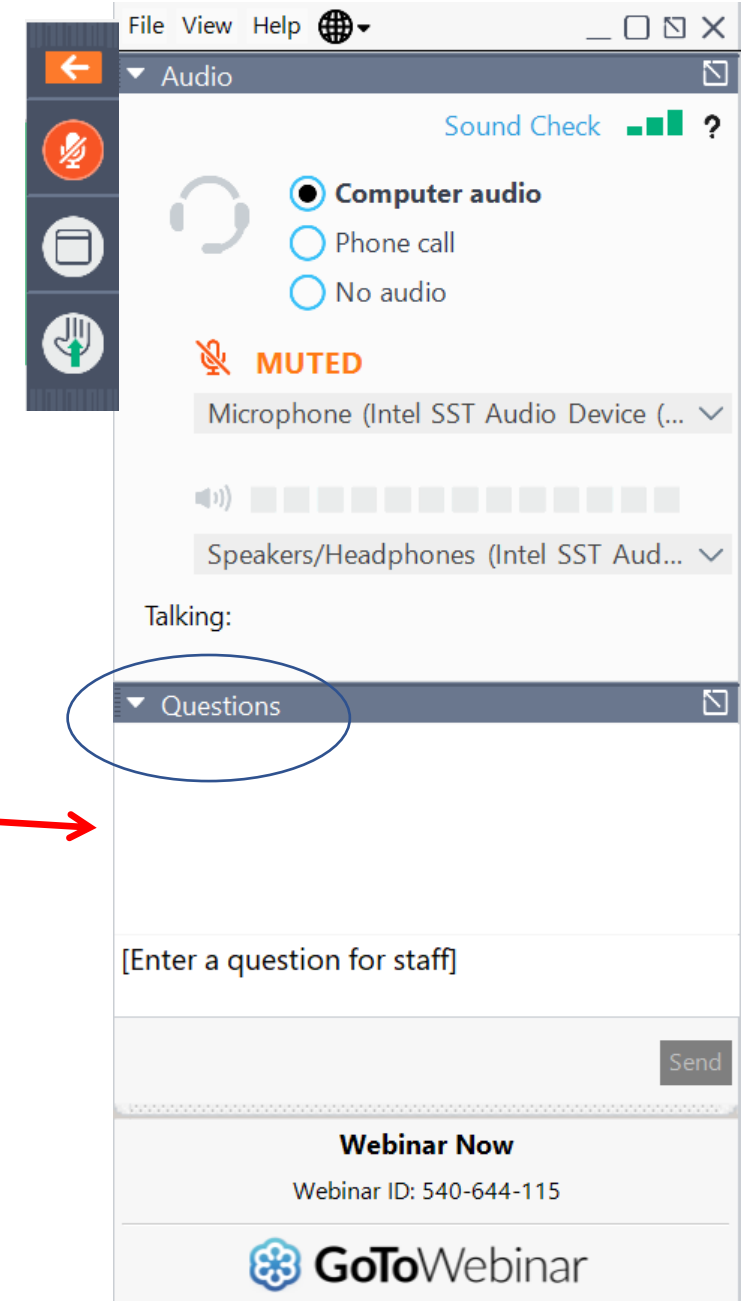 File View Help
Audio
Sound Check ?
Computer audio
Phone call
No audio
MUTED
Microphone (Intel SST Audio Device (...
Speakers/Headphones (Intel SST Aud...
Talking:
Questions
[Enter a question for staff]
Send
Webinar Now
Webinar ID: 540-644-115
GoToWebinar